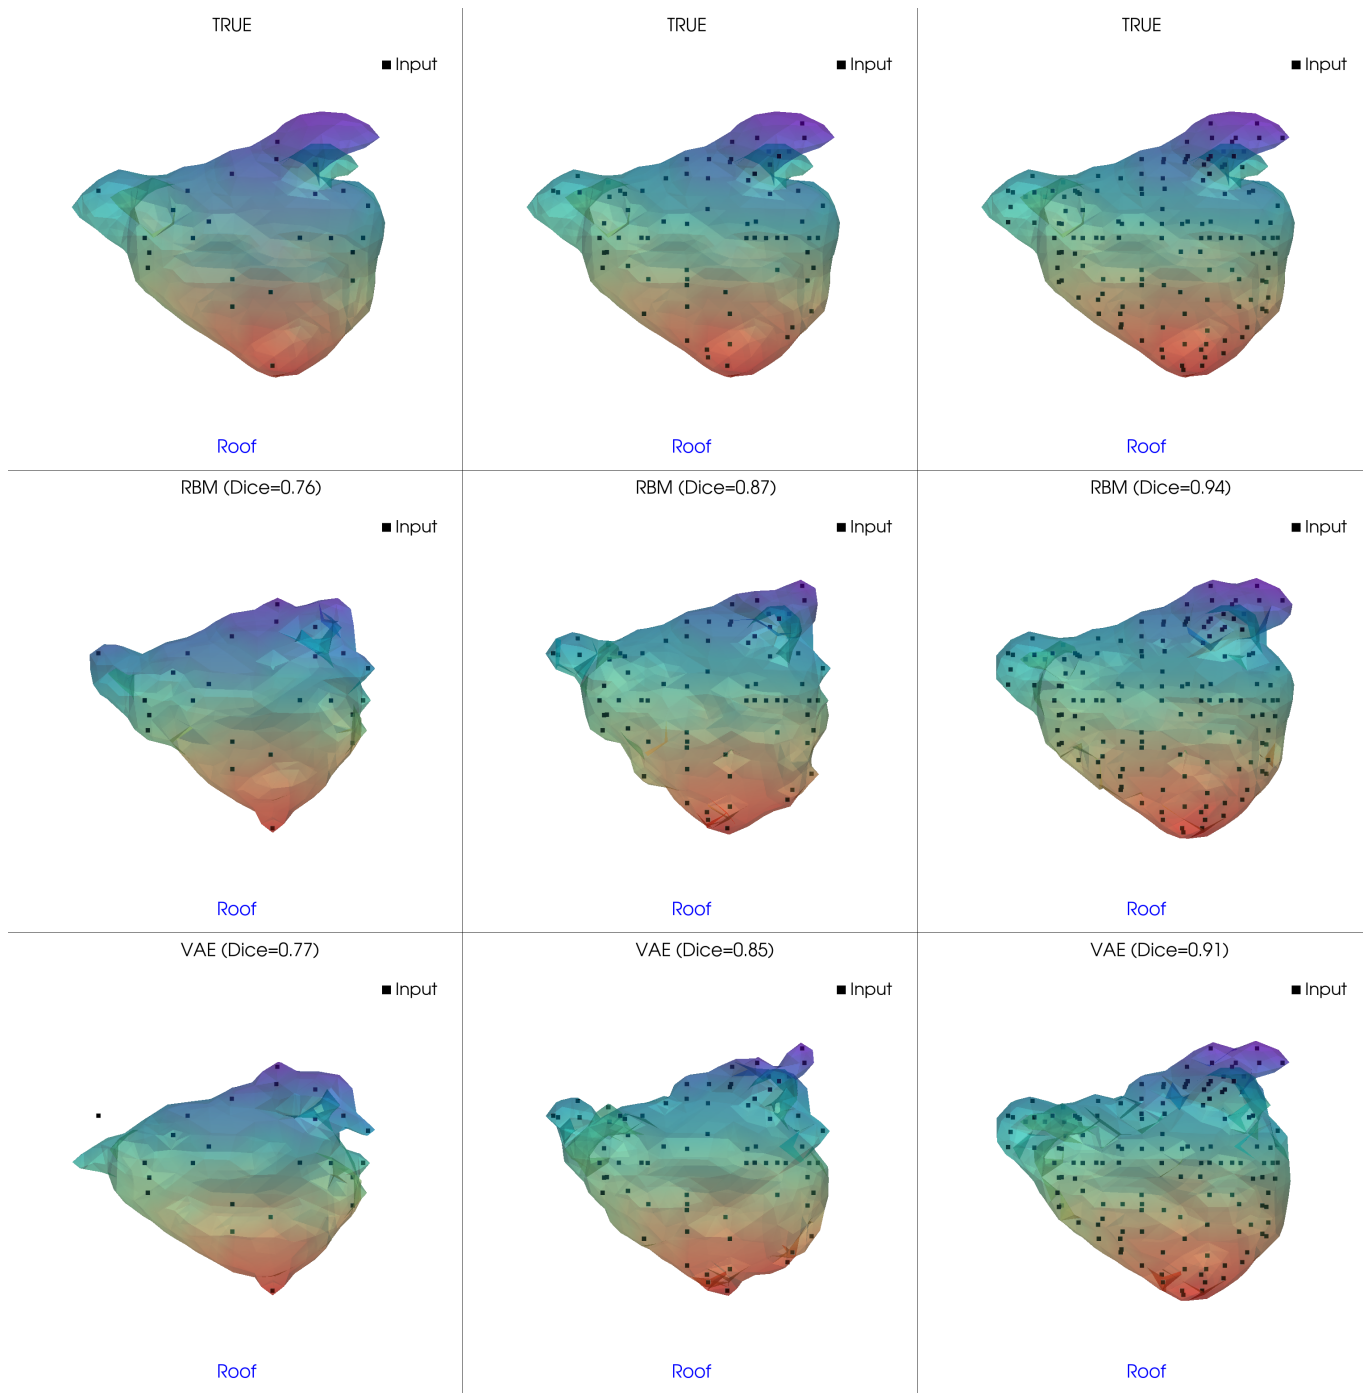 TRUE
Input
Roof
TRUE
Input
Roof
TRUE
Input
Roof
RBM (Dice=0.76)
Input
Roof
RBM (Dice=0.87)
Input
Roof
RBM (Dice=0.94)
Input
Roof
VAE (Dice=0.77)
Input
Roof
VAE (Dice=0.85)
Input
Roof
VAE (Dice=0.91)
Input
Roof